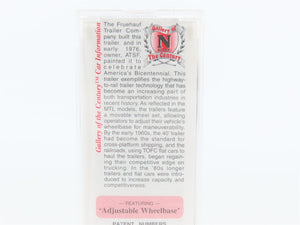 Gallery of the Century™ Car Information
The Fruehauf
Trailer Com-
pany built this
trailer, and in
early 1976,
owner, ATSF,
painted it to
celebrate
America's Bicentennial. This
trailer exemplifies the highway-
to-rail trailer technology that has
become an increasing part of
both transportation industries in
recent years. As reflected in the
MTL models, the trailers feature
a movable wheel set, allowing
operators to adjust their vehicle's
wheelbase for maneuverability.
By the early 1960s, the 40' trailer
had become the standard for
cross-platform shipping, and the
railroads, using TOFC flat cars to
haul the trailers, began regain-
ing their competitive edge on
trucking. In the '60s longer
trailers and flat cars were intro-
duced to increase capacity and
competitiveness.
Gallery of
N
The Century
—FEATURING—
"Adjustable Wheelbase"
PATENT NUMBERS